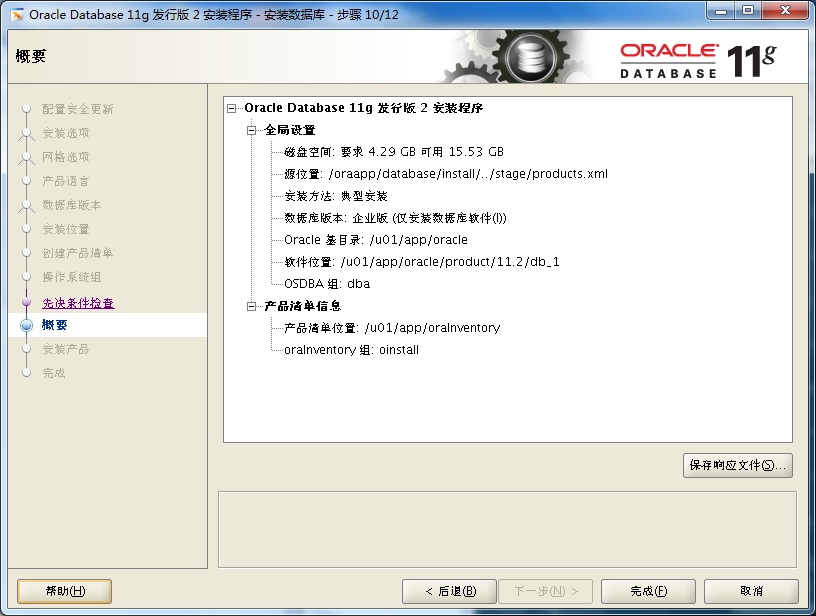 Oracle Database 11g 发行版 2 安装程序 - 安装数据库 - 步骤 10/12
概要
ORACLE
DATABASE 11g
配置安全更新
安装选项
网格选项
产品语言
数据库版本
安装位置
创建产品清单
操作系统组
先决条件检查
概要
安装产品
完成
Oracle Database 11g 发行版 2 安装程序
全局设置
磁盘空间: 要求 4.29 GB 可用 15.53 GB
源位置: /oraapp/database/install/../stage/products.xml
安装方法: 典型安装
数据库版本: 企业版 (仅安装数据库软件(I))
Oracle 基目录: /u01/app/oracle
软件位置: /u01/app/oracle/product/11.2/db_1
OSDBA 组: dba
产品清单信息
产品清单位置: /u01/app/oraInventory
oraInventory 组: oinstall
保存响应文件(S)...
帮助(H)
< 后退(B)
下一步(N) >
完成(F)
取消